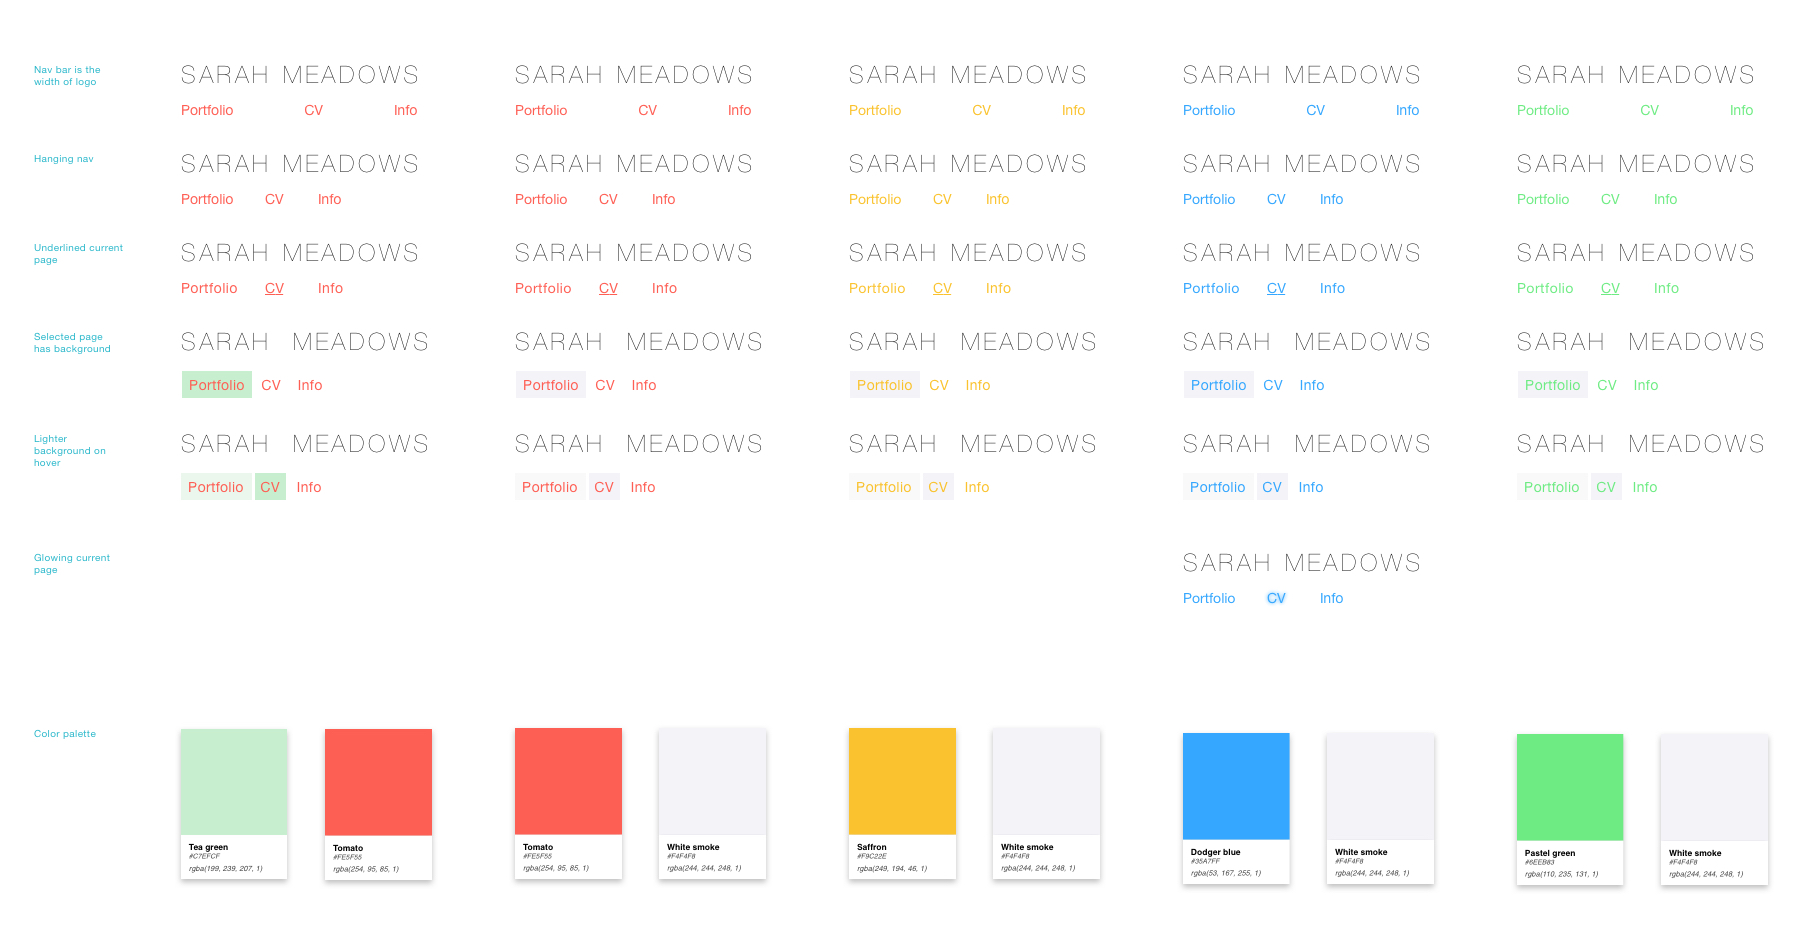 Nav bar is the
width of logo
SARAH MEADOWS
Portfolio CV Info
SARAH MEADOWS
Portfolio CV Info
SARAH MEADOWS
Portfolio CV Info
SARAH MEADOWS
Portfolio CV Info
SARAH MEADOWS
Portfolio CV Info
Hanging nav
SARAH MEADOWS
Portfolio CV Info
SARAH MEADOWS
Portfolio CV Info
SARAH MEADOWS
Portfolio CV Info
SARAH MEADOWS
Portfolio CV Info
SARAH MEADOWS
Portfolio CV Info
Underlined current
page
SARAH MEADOWS
Portfolio CV Info
SARAH MEADOWS
Portfolio CV Info
SARAH MEADOWS
Portfolio CV Info
SARAH MEADOWS
Portfolio CV Info
SARAH MEADOWS
Portfolio CV Info
Selected page
has background
SARAH MEADOWS
Portfolio CV Info
SARAH MEADOWS
Portfolio CV Info
SARAH MEADOWS
Portfolio CV Info
SARAH MEADOWS
Portfolio CV Info
SARAH MEADOWS
Portfolio CV Info
Lighter
background on
hover
SARAH MEADOWS
Portfolio CV Info
SARAH MEADOWS
Portfolio CV Info
SARAH MEADOWS
Portfolio CV Info
SARAH MEADOWS
Portfolio CV Info
SARAH MEADOWS
Portfolio CV Info
Glowing current
page
SARAH MEADOWS
Portfolio CV Info
Color palette
Tea green
#C7EFCF
rgba(199, 239, 207, 1)
Tomato
#FE5F55
rgba(254, 95, 85, 1)
Tomato
#FE5F55
rgba(254, 95, 85, 1)
White smoke
#F4F4F8
rgba(244, 244, 248, 1)
Saffron
#F9C22E
rgba(249, 194, 46, 1)
White smoke
#F4F4F8
rgba(244, 244, 248, 1)
Dodger blue
#35A7FF
rgba(53, 167, 255, 1)
White smoke
#F4F4F8
rgba(244, 244, 248, 1)
Pastel green
#6EEB83
rgba(110, 235, 131, 1)
White smoke
#F4F4F8
rgba(244, 244, 248, 1)